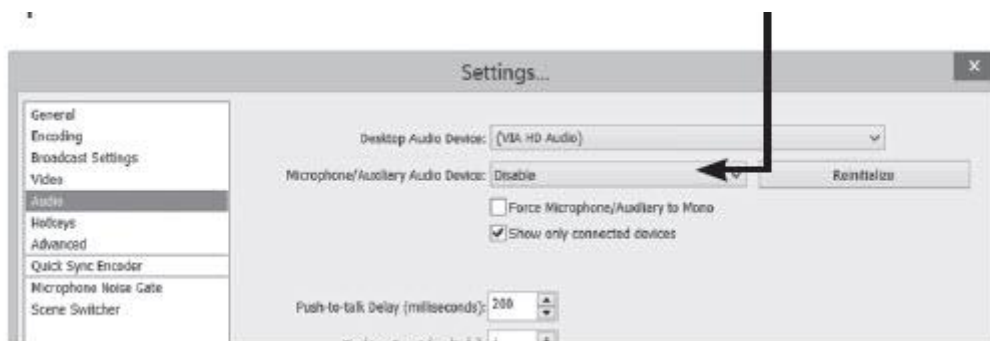 Settings...
General
Encoding
Broadcast Settings
Video
Audio
Hotkeys
Advanced
Quick Sync Encoder
Microphone Noise Gate
Scene Switcher
Desktop Audio Device: (VIA HD Audio)
Microphone/Auxiliary Audio Device: Disable
Reinitialize
Force Microphone/Auxiliary to Mono
Show only connected devices
Push-to-talk Delay (milliseconds): 200